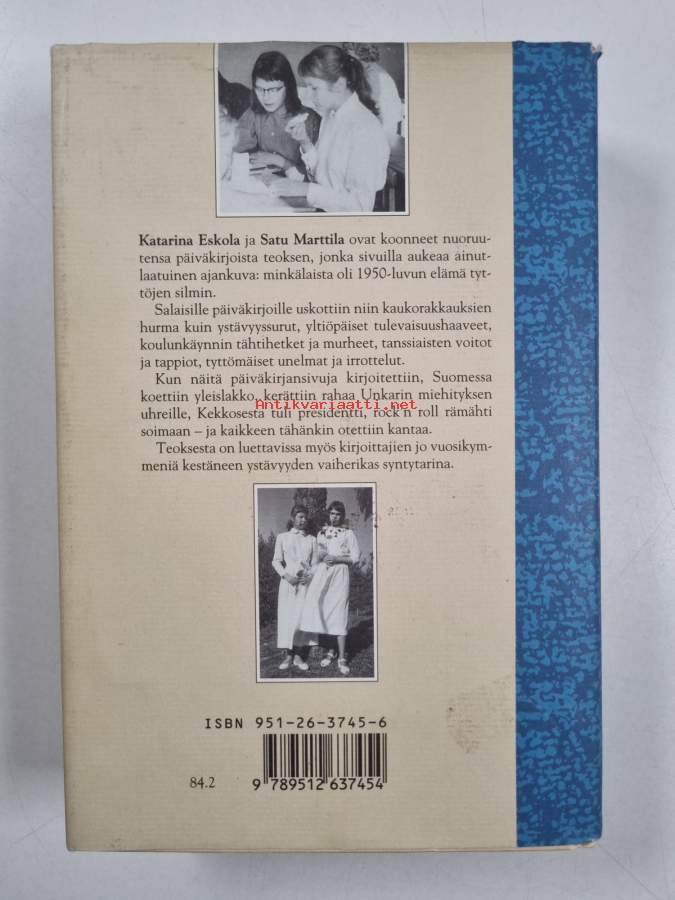 Katarina Eskola ja Satu Marttila ovat koonneet nuoruu-
tensa päiväkirjoista teoksen, jonka sivuilla aukeaa ainut-
laatuinen ajankuva: minkälaista oli 1950-luvun elämä tyt-
töjen silmin.
Salaisille päiväkirjoille uskottiin niin kaukorakkauksien
hurma kuin ystävyyssurut, yltiöpäiset tulevaisuushaaveet,
koulunkäynnin tähtihetket ja murheet, tanssiaisten voitot
ja tappiot, tyttömäiset unelmat ja irrottelut.
Kun näitä päiväkirjansivuja kirjoitettiin, Suomessa
koettiin yleislakko, kerättiin rahaa Unkarin miehityksen
Antikvariaatti.net
uhreille, Kekkosesta tuli presidentti, rock'n roll rämähti
soimaan – ja kaikkeen tähänkin otettiin kantaa.
Teoksesta on luettavissa myös kirjoittajien jo vuosikym-
meniä kestäneen ystävyyden vaiherikas syntytarina.
ISBN 951-26-3745-6
84.2
9 789512 637454